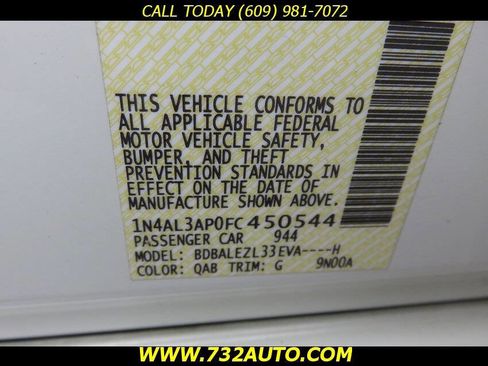 CALL TODAY (609) 981-7072
THIS VEHICLE CONFORMS TO
ALL APPLICABLE FEDERAL
MOTOR VEHICLE SAFETY,
BUMPER, AND THEFT
PREVENTION STANDARDS IN
EFFECT ON THE DATE OF
MANUFACTURE SHOWN ABOVE.
1N4AL3AP0FC450544
PASSENGER CAR 944
MODEL: BDBALEZL33EVA----H
COLOR: QAB TRIM: G 9N00A
WWW.732AUTO.COM